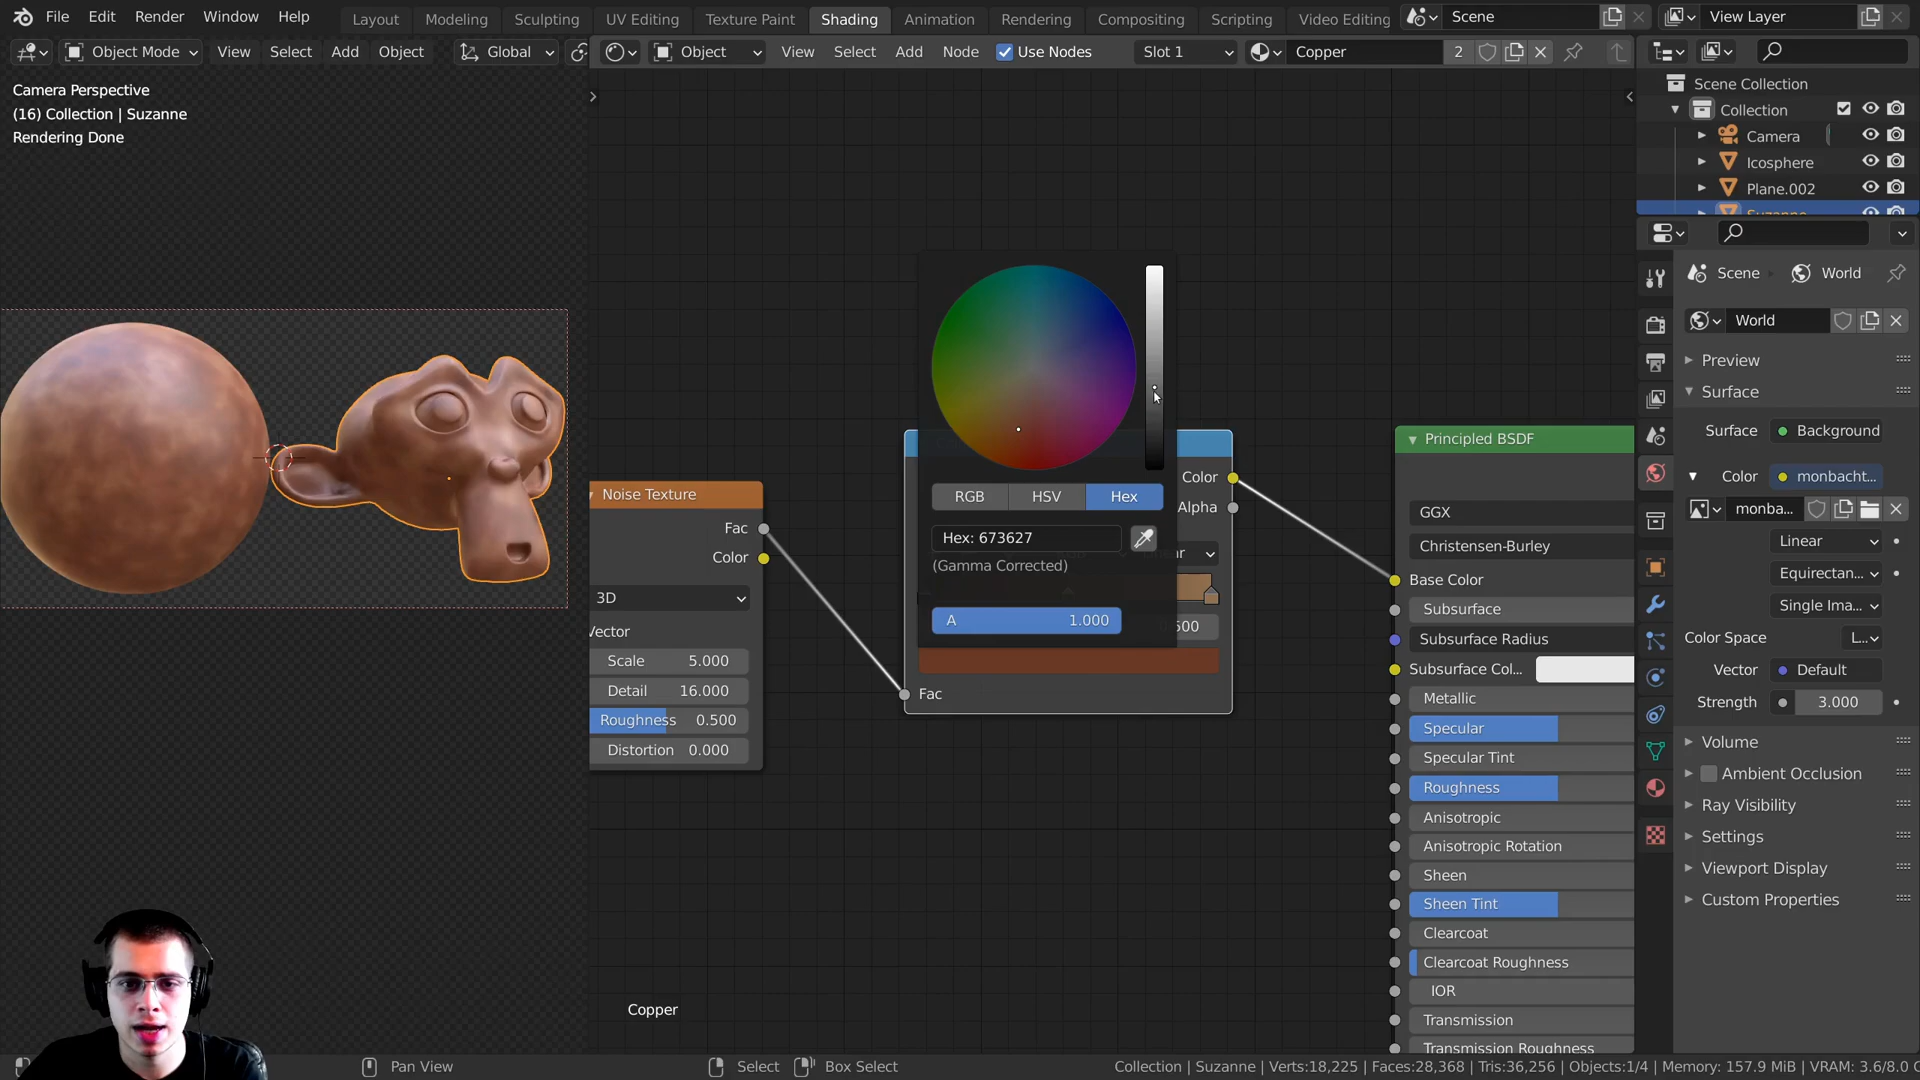 File Edit Render Window Help
Layout Modeling Sculpting UV Editing Texture Paint Shading Animation Rendering Compositing Scripting Video Editing
Scene
View Layer
Object Mode View Select Add Object Global
Object View Select Add Node Use Nodes Slot 1 Copper 2
Camera Perspective
(16) Collection | Suzanne
Rendering Done
Noise Texture
Fac
Color
3D
Vector
Scale 5.000
Detail 16.000
Roughness 0.500
Distortion 0.000
RGB HSV Hex
Hex: 673627
(Gamma Corrected)
A 1.000
Color
Alpha
Fac
Principled BSDF
GGX
Christensen-Burley
Base Color
Subsurface
Subsurface Radius
Subsurface Col...
Metallic
Specular
Specular Tint
Roughness
Anisotropic
Anisotropic Rotation
Sheen
Sheen Tint
Clearcoat
Clearcoat Roughness
IOR
Transmission
Transmission Roughness
Copper
Scene Collection
Collection
Camera
Icosphere
Plane.002
Suzanne
Scene World
World
Preview
Surface
Surface Background
Color monbacht...
monba...
Linear
Equirectan...
Single Ima...
Color Space L...
Vector Default
Strength 3.000
Volume
Ambient Occlusion
Ray Visibility
Settings
Viewport Display
Custom Properties
Pan View
Select
Box Select
Collection | Suzanne | Verts:18,225 | Faces:28,368 | Tris:36,256 | Objects:1/4 | Memory: 157.9 MiB | VRAM: 3.6/8.0